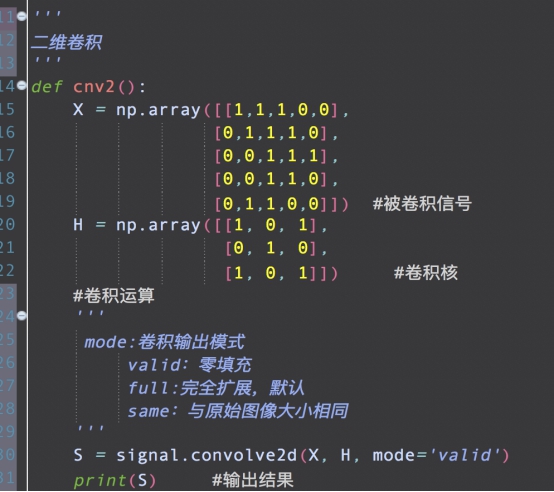 11 '''
12 二维卷积
13 '''
14 def cnv2():
15     X = np.array([[1,1,1,0,0],
16                   [0,1,1,1,0],
17                   [0,0,1,1,1],
18                   [0,0,1,1,0],
19                   [0,1,1,0,0]])  #被卷积信号
20     H = np.array([[1, 0, 1],
21                   [0, 1, 0],
22                   [1, 0, 1]])     #卷积核
23     #卷积运算
24     '''
25      mode:卷积输出模式
26          valid: 零填充
27          full:完全扩展，默认
28          same: 与原始图像大小相同
29     '''
30     S = signal.convolve2d(X, H, mode='valid')
31     print(S)     #输出结果